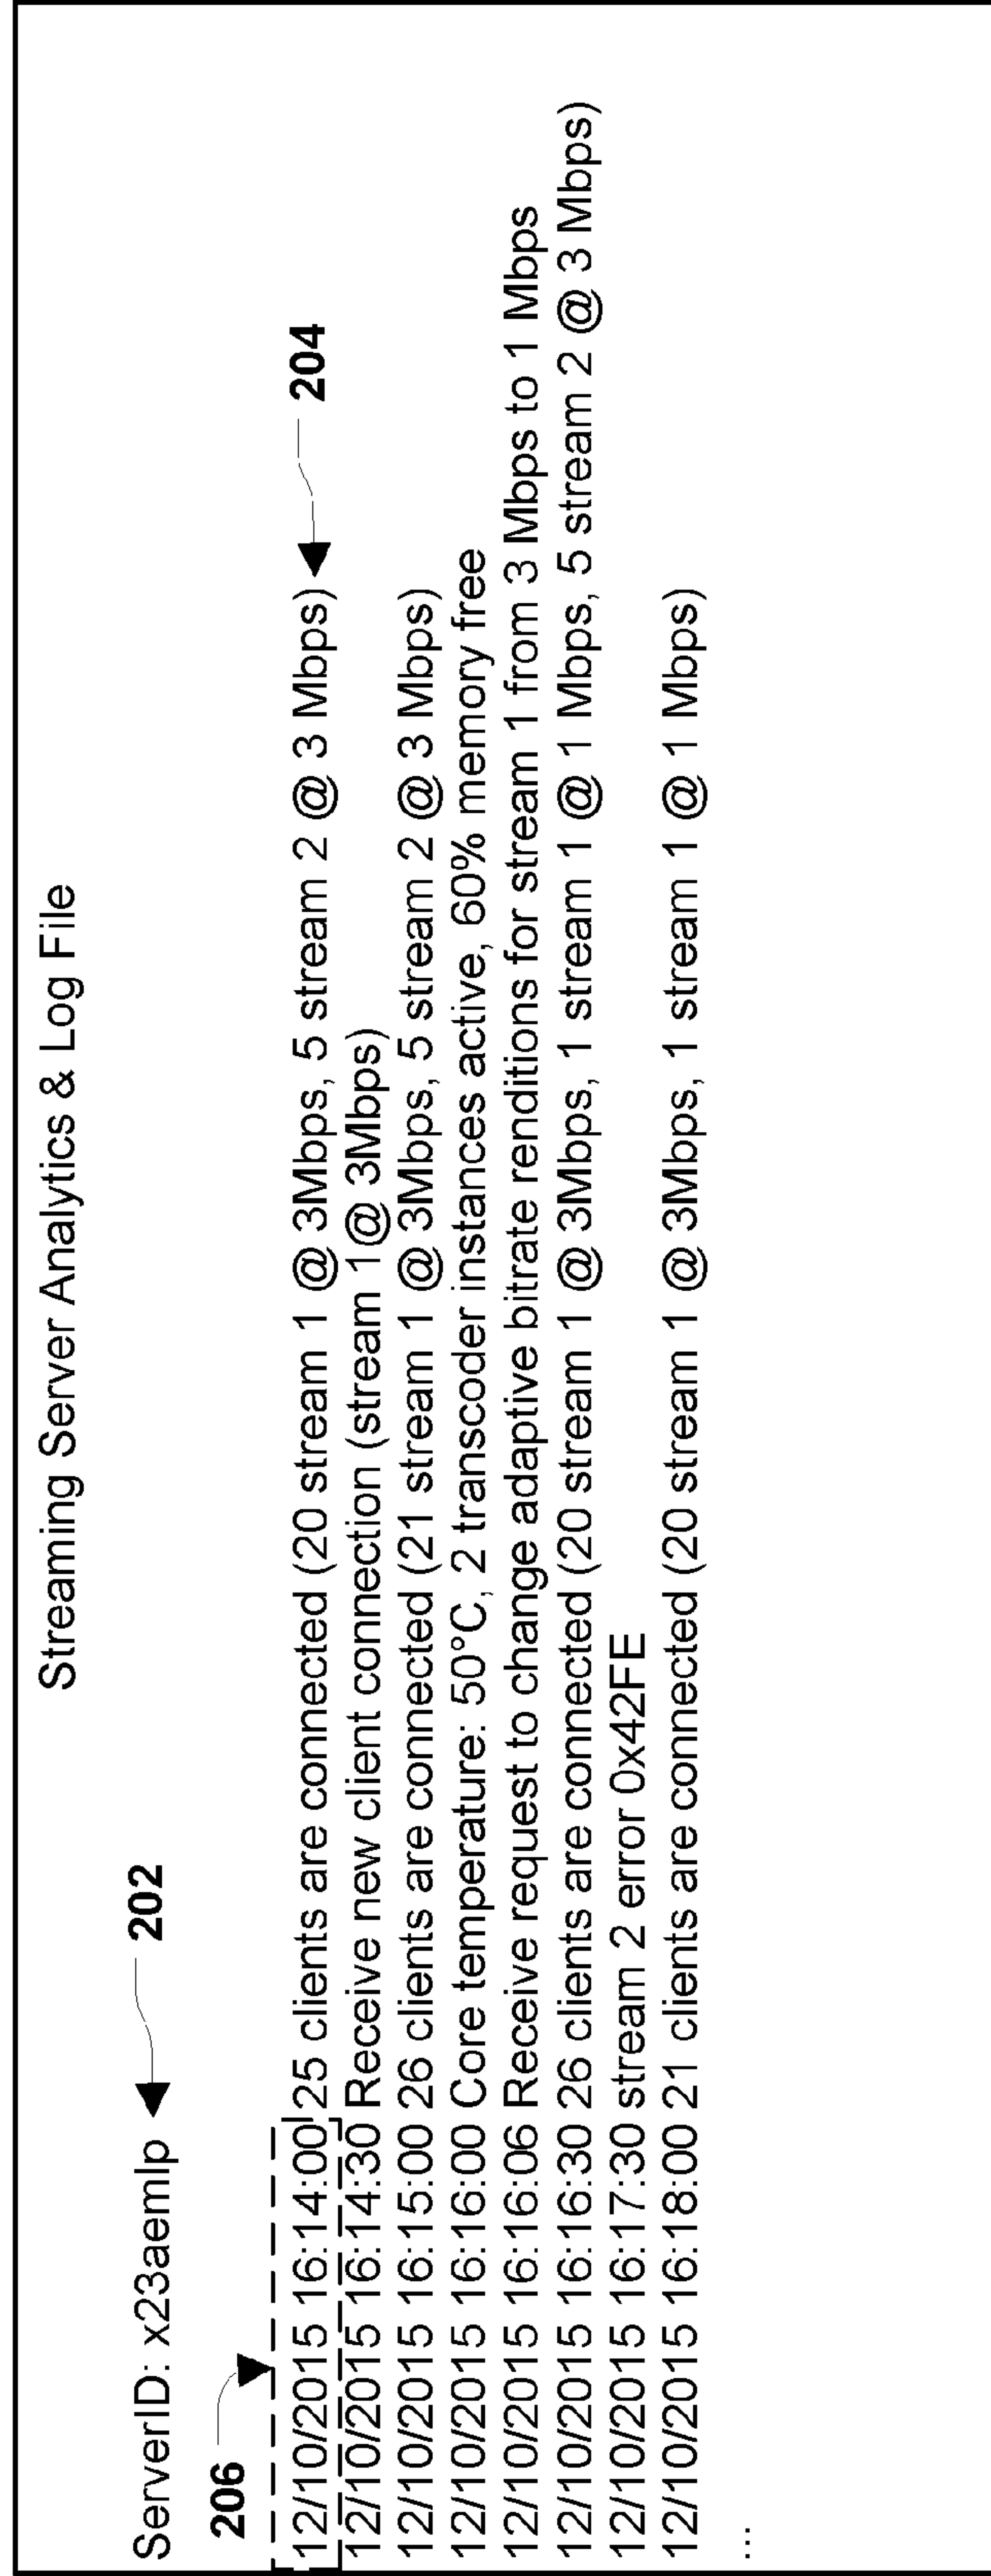 Streaming Server Analytics & Log File
ServerID: x23aemlp
202
206
204
12/10/2015 16:14:00 25 clients are connected (20 stream 1 @ 3Mbps, 5 stream 2 @ 3 Mbps)
12/10/2015 16:14:30 Receive new client connection (stream 1@ 3Mbps)
12/10/2015 16:15:00 26 clients are connected (21 stream 1 @ 3Mbps, 5 stream 2 @ 3 Mbps)
12/10/2015 16:16:00 Core temperature: 50°C, 2 transcoder instances active, 60% memory free
12/10/2015 16:16:06 Receive request to change adaptive bitrate renditions for stream 1 from 3 Mbps to 1 Mbps
12/10/2015 16:16:30 26 clients are connected (20 stream 1 @ 3Mbps, 1 stream 1 @ 1 Mbps, 5 stream 2 @ 3 Mbps)
12/10/2015 16:17:30 stream 2 error 0x42FE
12/10/2015 16:18:00 21 clients are connected (20 stream 1 @ 3Mbps, 1 stream 1 @ 1 Mbps)
...